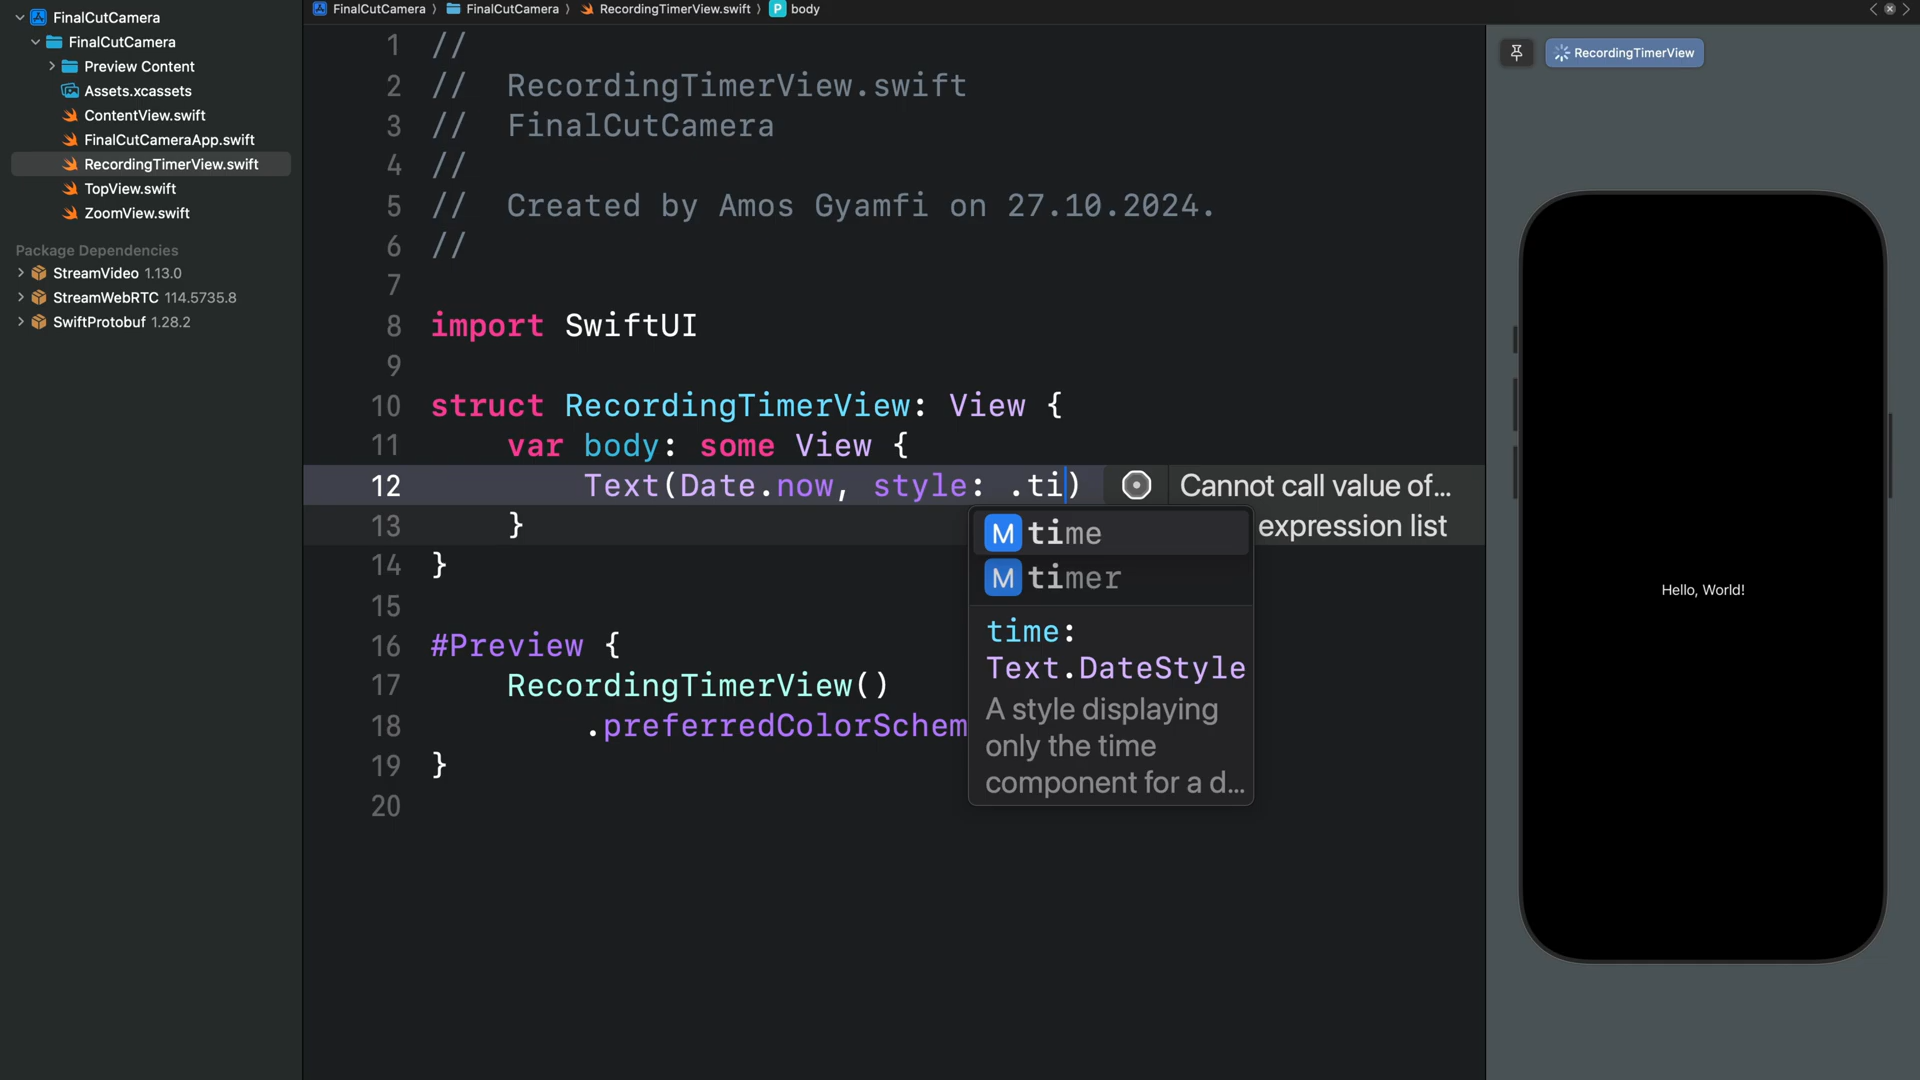 FinalCutCamera
FinalCutCamera
Preview Content
Assets.xcassets
ContentView.swift
FinalCutCameraApp.swift
RecordingTimerView.swift
TopView.swift
ZoomView.swift
Package Dependencies
StreamVideo 1.13.0
StreamWebRTC 114.5735.8
SwiftProtobuf 1.28.2
FinalCutCamera 〉 FinalCutCamera 〉 RecordingTimerView.swift 〉 P body
1 //
2 //  RecordingTimerView.swift
3 //  FinalCutCamera
4 //
5 //  Created by Amos Gyamfi on 27.10.2024.
6 //
7
8 import SwiftUI
9
10 struct RecordingTimerView: View {
11     var body: some View {
12         Text(Date.now, style: .ti) Cannot call value of...
13     } expression list
14 }
15
16 #Preview {
17     RecordingTimerView()
18         .preferredColorSchem
19 }
20
M time
M timer
time:
Text.DateStyle
A style displaying
only the time
component for a d...
RecordingTimerView
Hello, World!